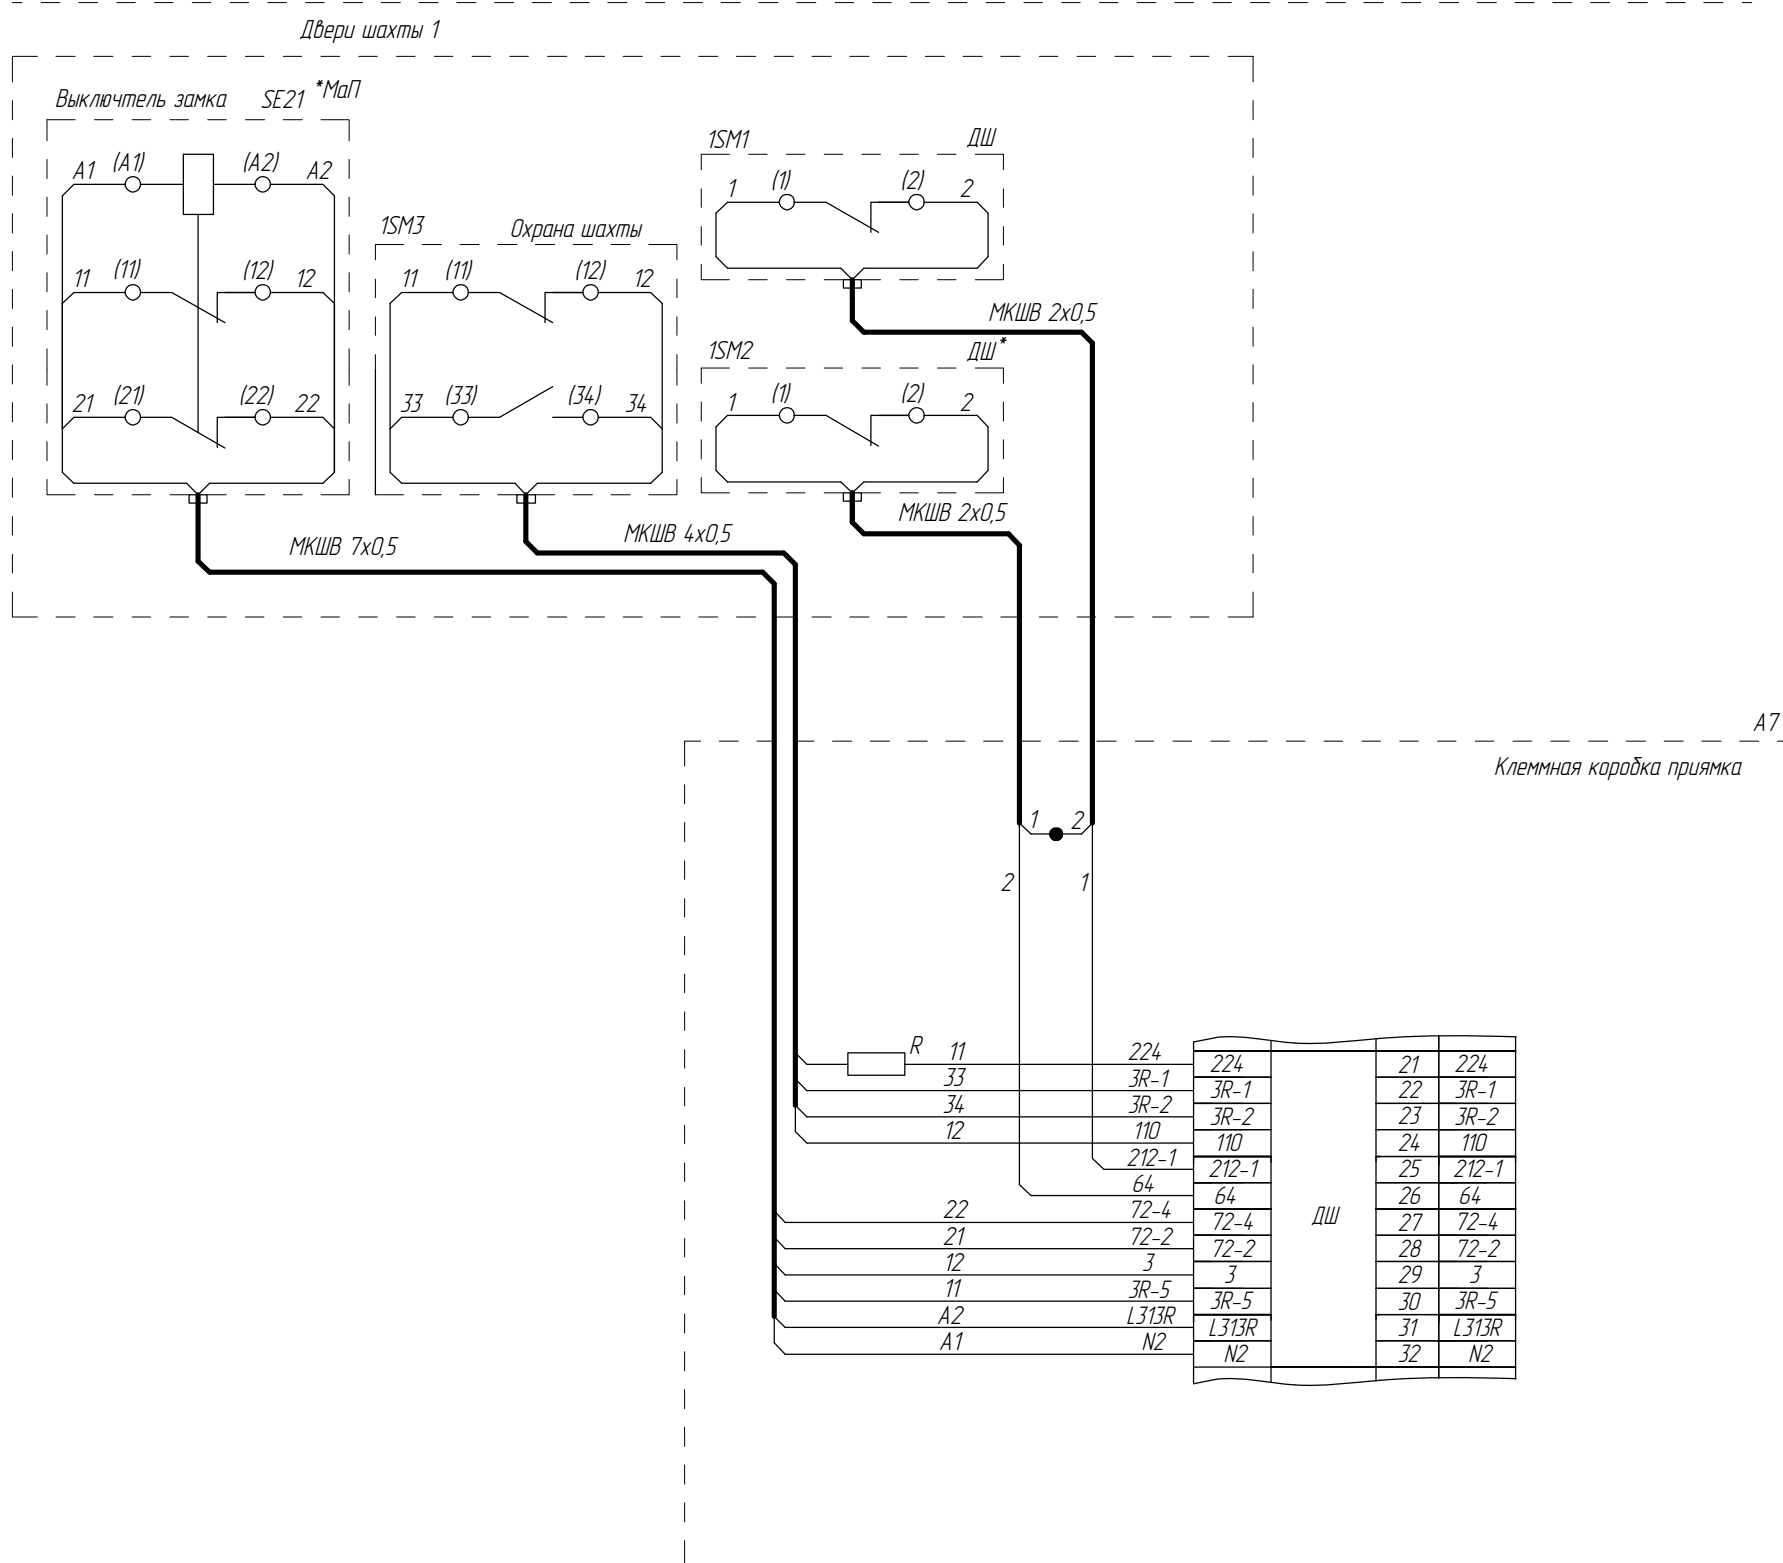 Двери шахты 1
Выключтель замка SE21 *МаП
A1 (A1) (A2) A2
11 (11) (12) 12
21 (21) (22) 22
1SM3 Охрана шахты
11 (11) (12) 12
33 (33) (34) 34
1SM1 ДШ
1 (1) (2) 2
МКШВ 2x0,5
1SM2 ДШ*
1 (1) (2) 2
МКШВ 2x0,5
МКШВ 4x0,5
МКШВ 7x0,5
A7
Клеммная коробка приямка
1 2
2 1
R 11 224 224 21 224
33 3R-1 3R-1 22 3R-1
34 3R-2 3R-2 23 3R-2
12 110 110 24 110
212-1 212-1 25 212-1
64 64 26 64
ДШ
22 72-4 72-4 27 72-4
21 72-2 72-2 28 72-2
12 3 3 29 3
11 3R-5 3R-5 30 3R-5
A2 L313R L313R 31 L313R
A1 N2 N2 32 N2